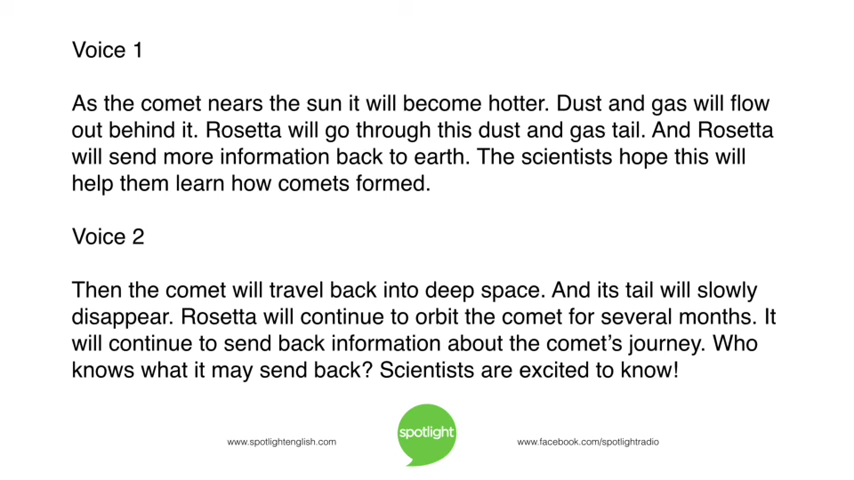 Voice 1
As the comet nears the sun it will become hotter. Dust and gas will flow
out behind it. Rosetta will go through this dust and gas tail. And Rosetta
will send more information back to earth. The scientists hope this will
help them learn how comets formed.
Voice 2
Then the comet will travel back into deep space. And its tail will slowly
disappear. Rosetta will continue to orbit the comet for several months. It
will continue to send back information about the comet’s journey. Who
knows what it may send back? Scientists are excited to know!
www.spotlightenglish.com
spotlight
www.facebook.com/spotlightradio